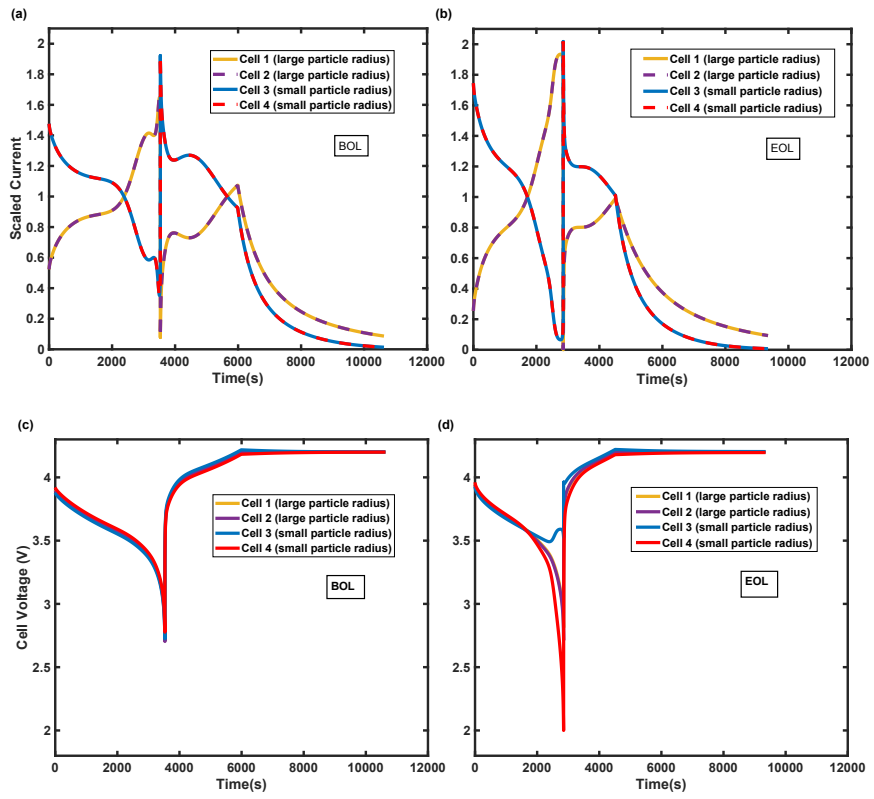 (a)
(b)
2
1.8
1.6
1.4
1.2
1
0.8
0.6
0.4
0.2
0
Scaled Current
Cell 1 (large particle radius)
Cell 2 (large particle radius)
Cell 3 (small particle radius)
Cell 4 (small particle radius)
BOL
0 2000 4000 6000 8000 10000 12000
Time(s)
2
1.8
1.6
1.4
1.2
1
0.8
0.6
0.4
0.2
0
Cell 1 (large particle radius)
Cell 2 (large particle radius)
Cell 3 (small particle radius)
Cell 4 (small particle radius)
EOL
0 2000 4000 6000 8000 10000 12000
Time(s)
(c)
(d)
4
3.5
3
2.5
2
Cell Voltage (V)
Cell 1 (large particle radius)
Cell 2 (large particle radius)
Cell 3 (small particle radius)
Cell 4 (small particle radius)
BOL
0 2000 4000 6000 8000 10000 12000
Time(s)
4
3.5
3
2.5
2
Cell 1 (large particle radius)
Cell 2 (large particle radius)
Cell 3 (small particle radius)
Cell 4 (small particle radius)
EOL
0 2000 4000 6000 8000 10000 12000
Time(s)